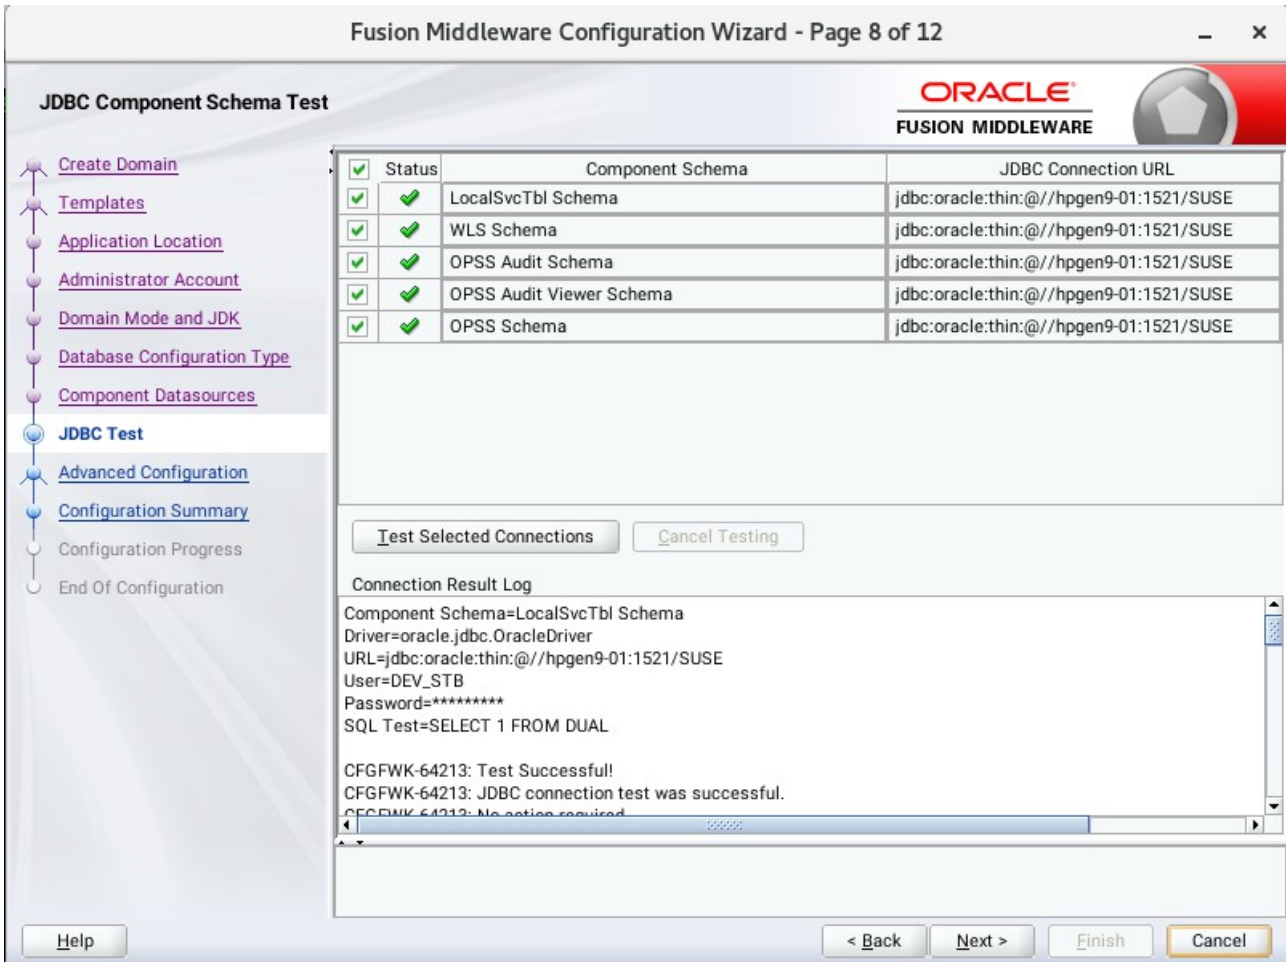 Fusion Middleware Configuration Wizard - Page 8 of 12
JDBC Component Schema Test
ORACLE
FUSION MIDDLEWARE
Create Domain
Templates
Application Location
Administrator Account
Domain Mode and JDK
Database Configuration Type
Component Datasources
JDBC Test
Advanced Configuration
Configuration Summary
Configuration Progress
End Of Configuration
Status Component Schema JDBC Connection URL
LocalSvcTbl Schema jdbc:oracle:thin:@//hpgen9-01:1521/SUSE
WLS Schema jdbc:oracle:thin:@//hpgen9-01:1521/SUSE
OPSS Audit Schema jdbc:oracle:thin:@//hpgen9-01:1521/SUSE
OPSS Audit Viewer Schema jdbc:oracle:thin:@//hpgen9-01:1521/SUSE
OPSS Schema jdbc:oracle:thin:@//hpgen9-01:1521/SUSE
Test Selected Connections Cancel Testing
Connection Result Log
Component Schema=LocalSvcTbl Schema
Driver=oracle.jdbc.OracleDriver
URL=jdbc:oracle:thin:@//hpgen9-01:1521/SUSE
User=DEV_STB
Password=*********
SQL Test=SELECT 1 FROM DUAL
CFGFWK-64213: Test Successful!
CFGFWK-64213: JDBC connection test was successful.
CFGFWK-64213: No action required
Help < Back Next > Finish Cancel